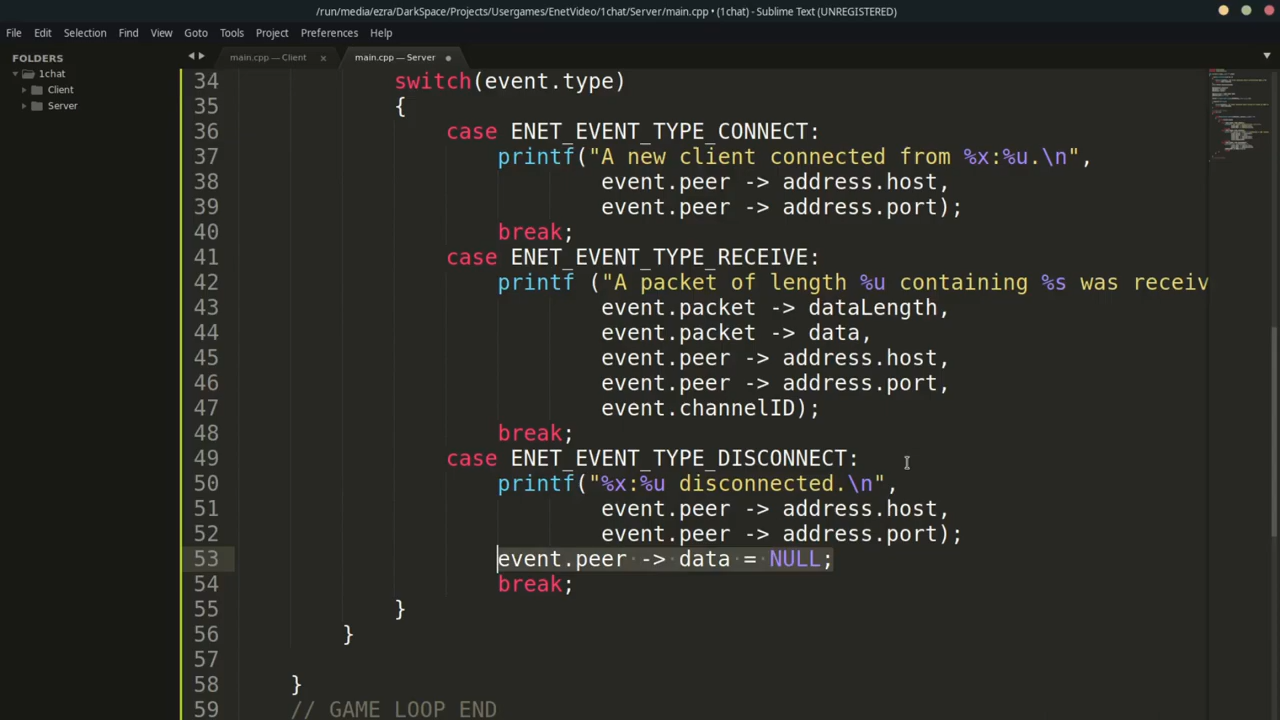 /run/media/ezra/DarkSpace/Projects/Usergames/EnetVideo/1chat/Server/main.cpp • (1chat) - Sublime Text (UNREGISTERED)
File Edit Selection Find View Goto Tools Project Preferences Help
FOLDERS
1chat
Client
Server
main.cpp — Client
main.cpp — Server
34 switch(event.type)
35 {
36 case ENET_EVENT_TYPE_CONNECT:
37 printf("A new client connected from %x:%u.\n",
38 event.peer -> address.host,
39 event.peer -> address.port);
40 break;
41 case ENET_EVENT_TYPE_RECEIVE:
42 printf ("A packet of length %u containing %s was receiv
43 event.packet -> dataLength,
44 event.packet -> data,
45 event.peer -> address.host,
46 event.peer -> address.port,
47 event.channelID);
48 break;
49 case ENET_EVENT_TYPE_DISCONNECT:
50 printf("%x:%u disconnected.\n",
51 event.peer -> address.host,
52 event.peer -> address.port);
53 event.peer -> data = NULL;
54 break;
55 }
56 }
57
58 }
59 // GAME LOOP END